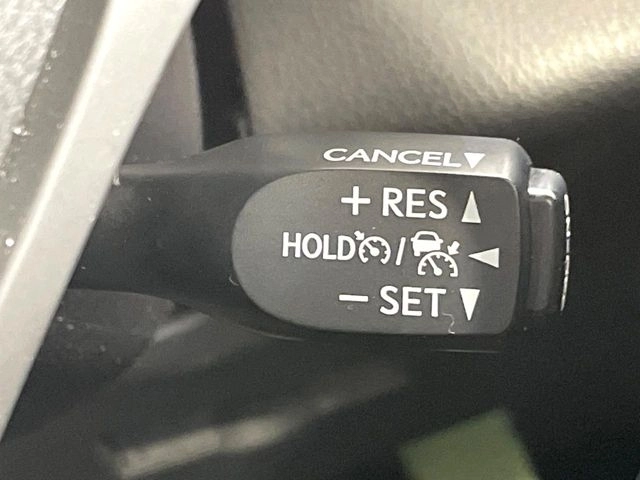 CANCEL▼
+ RES ▲
HOLD / ◀
− SET ▼